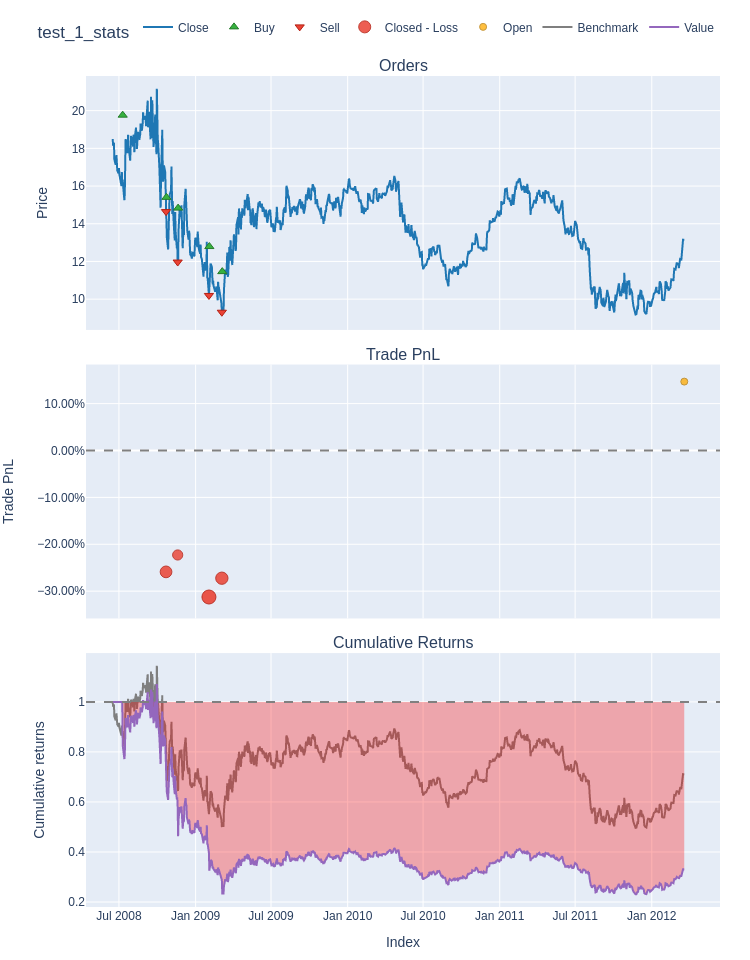 test_1_stats
Close
Buy
Sell
Closed - Loss
Open
Benchmark
Value
Orders
Price
20
18
16
14
12
10
Trade PnL
Trade PnL
10.00%
0.00%
−10.00%
−20.00%
−30.00%
Cumulative Returns
Cumulative returns
1
0.8
0.6
0.4
0.2
Jul 2008
Jan 2009
Jul 2009
Jan 2010
Jul 2010
Jan 2011
Jul 2011
Jan 2012
Index